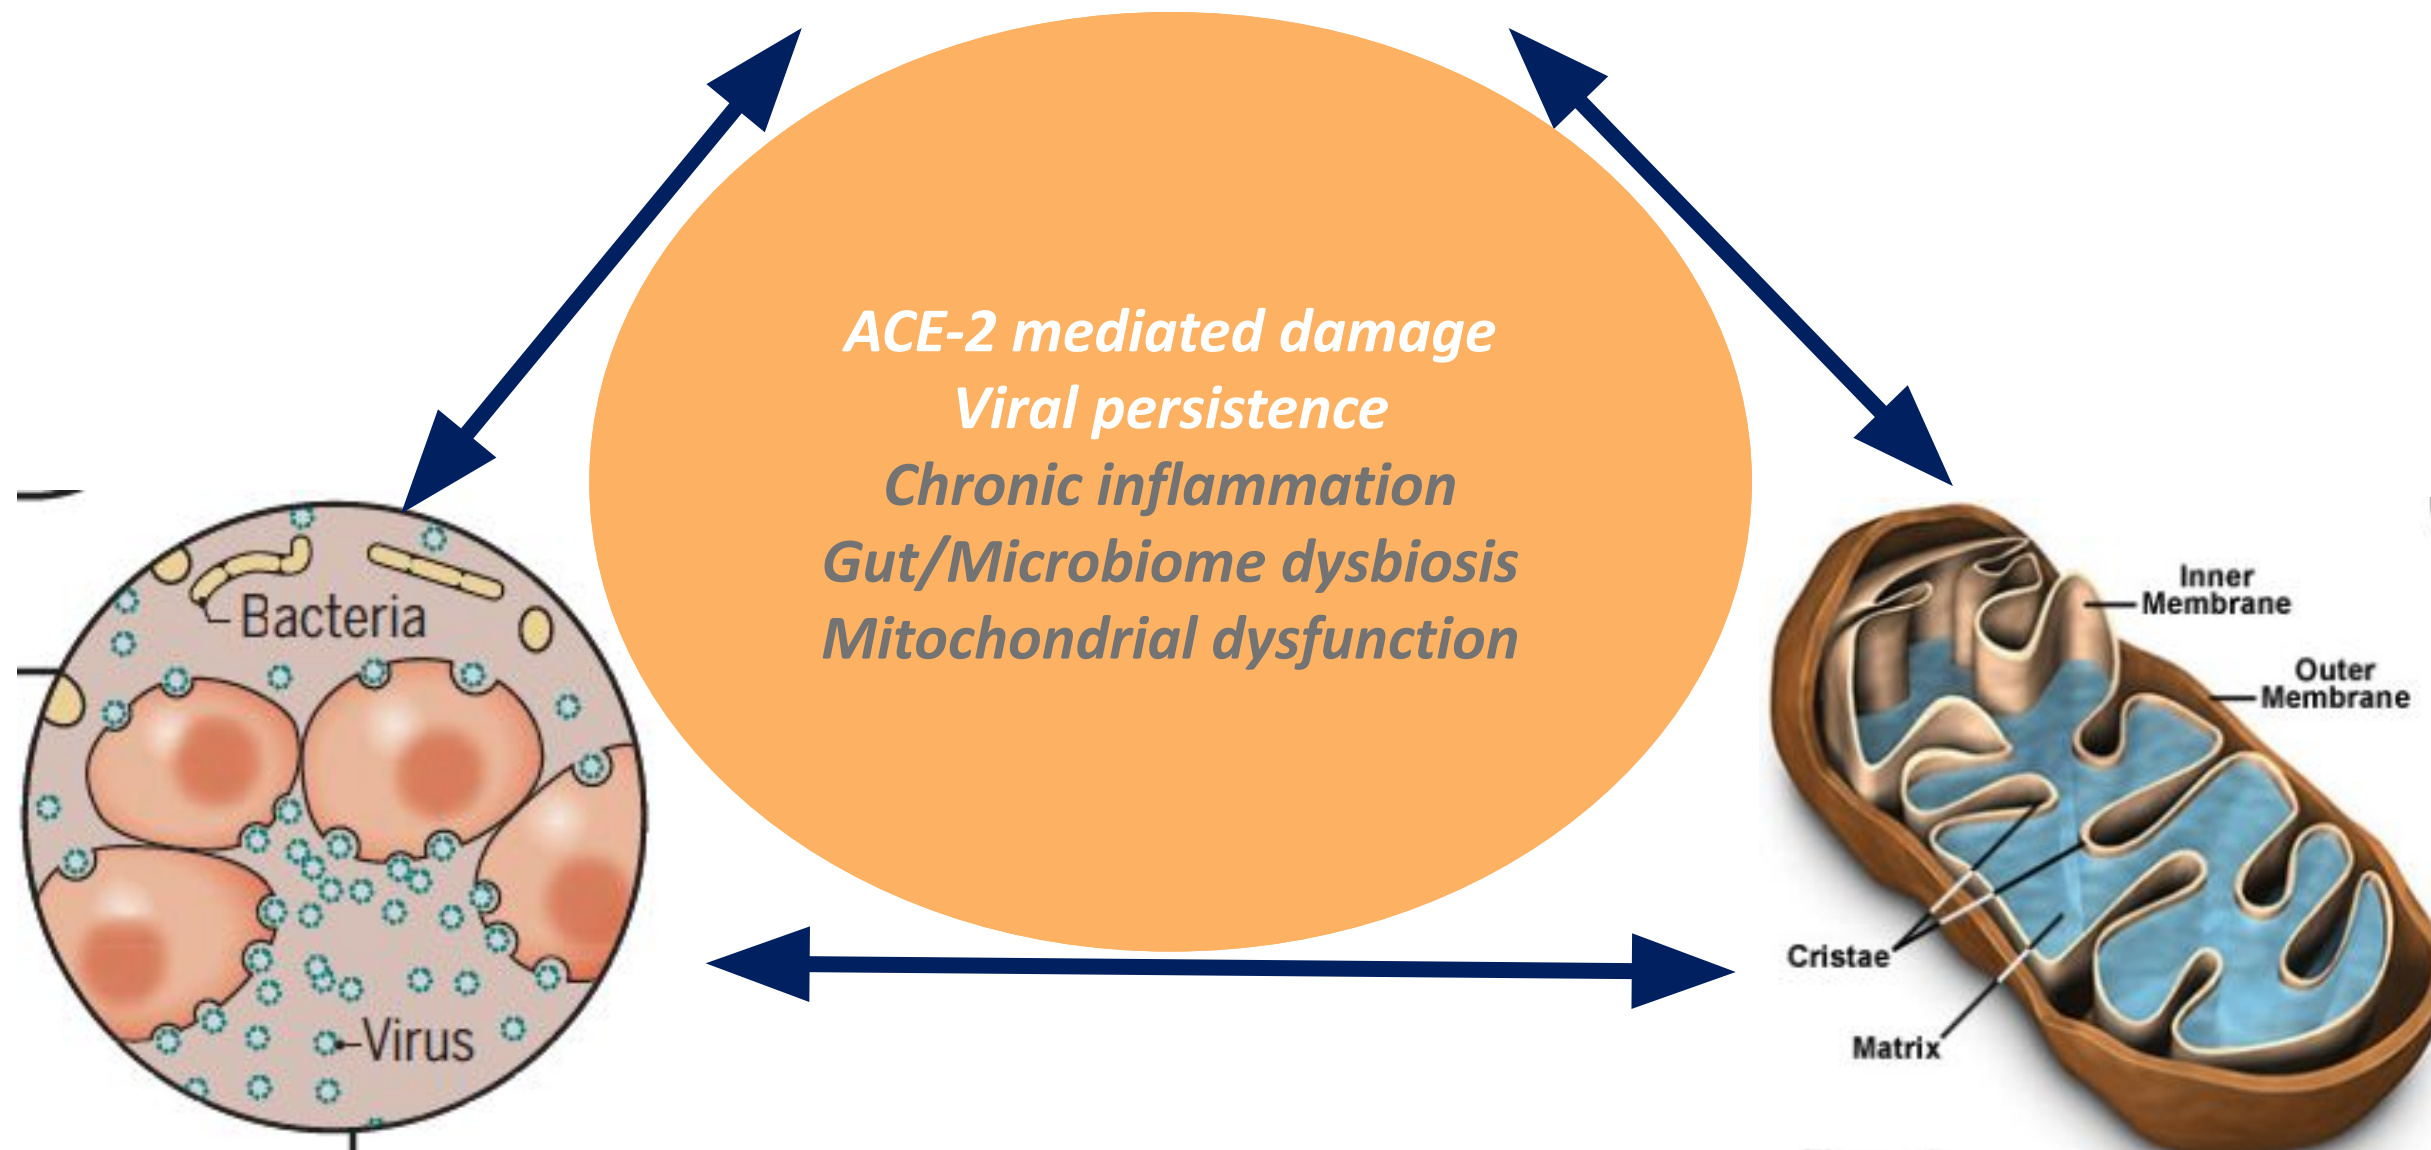 ACE-2 mediated damage
Viral persistence
Chronic inflammation
Gut/Microbiome dysbiosis
Mitochondrial dysfunction
Bacteria
Virus
Inner
Membrane
Outer
Membrane
Cristae
Matrix